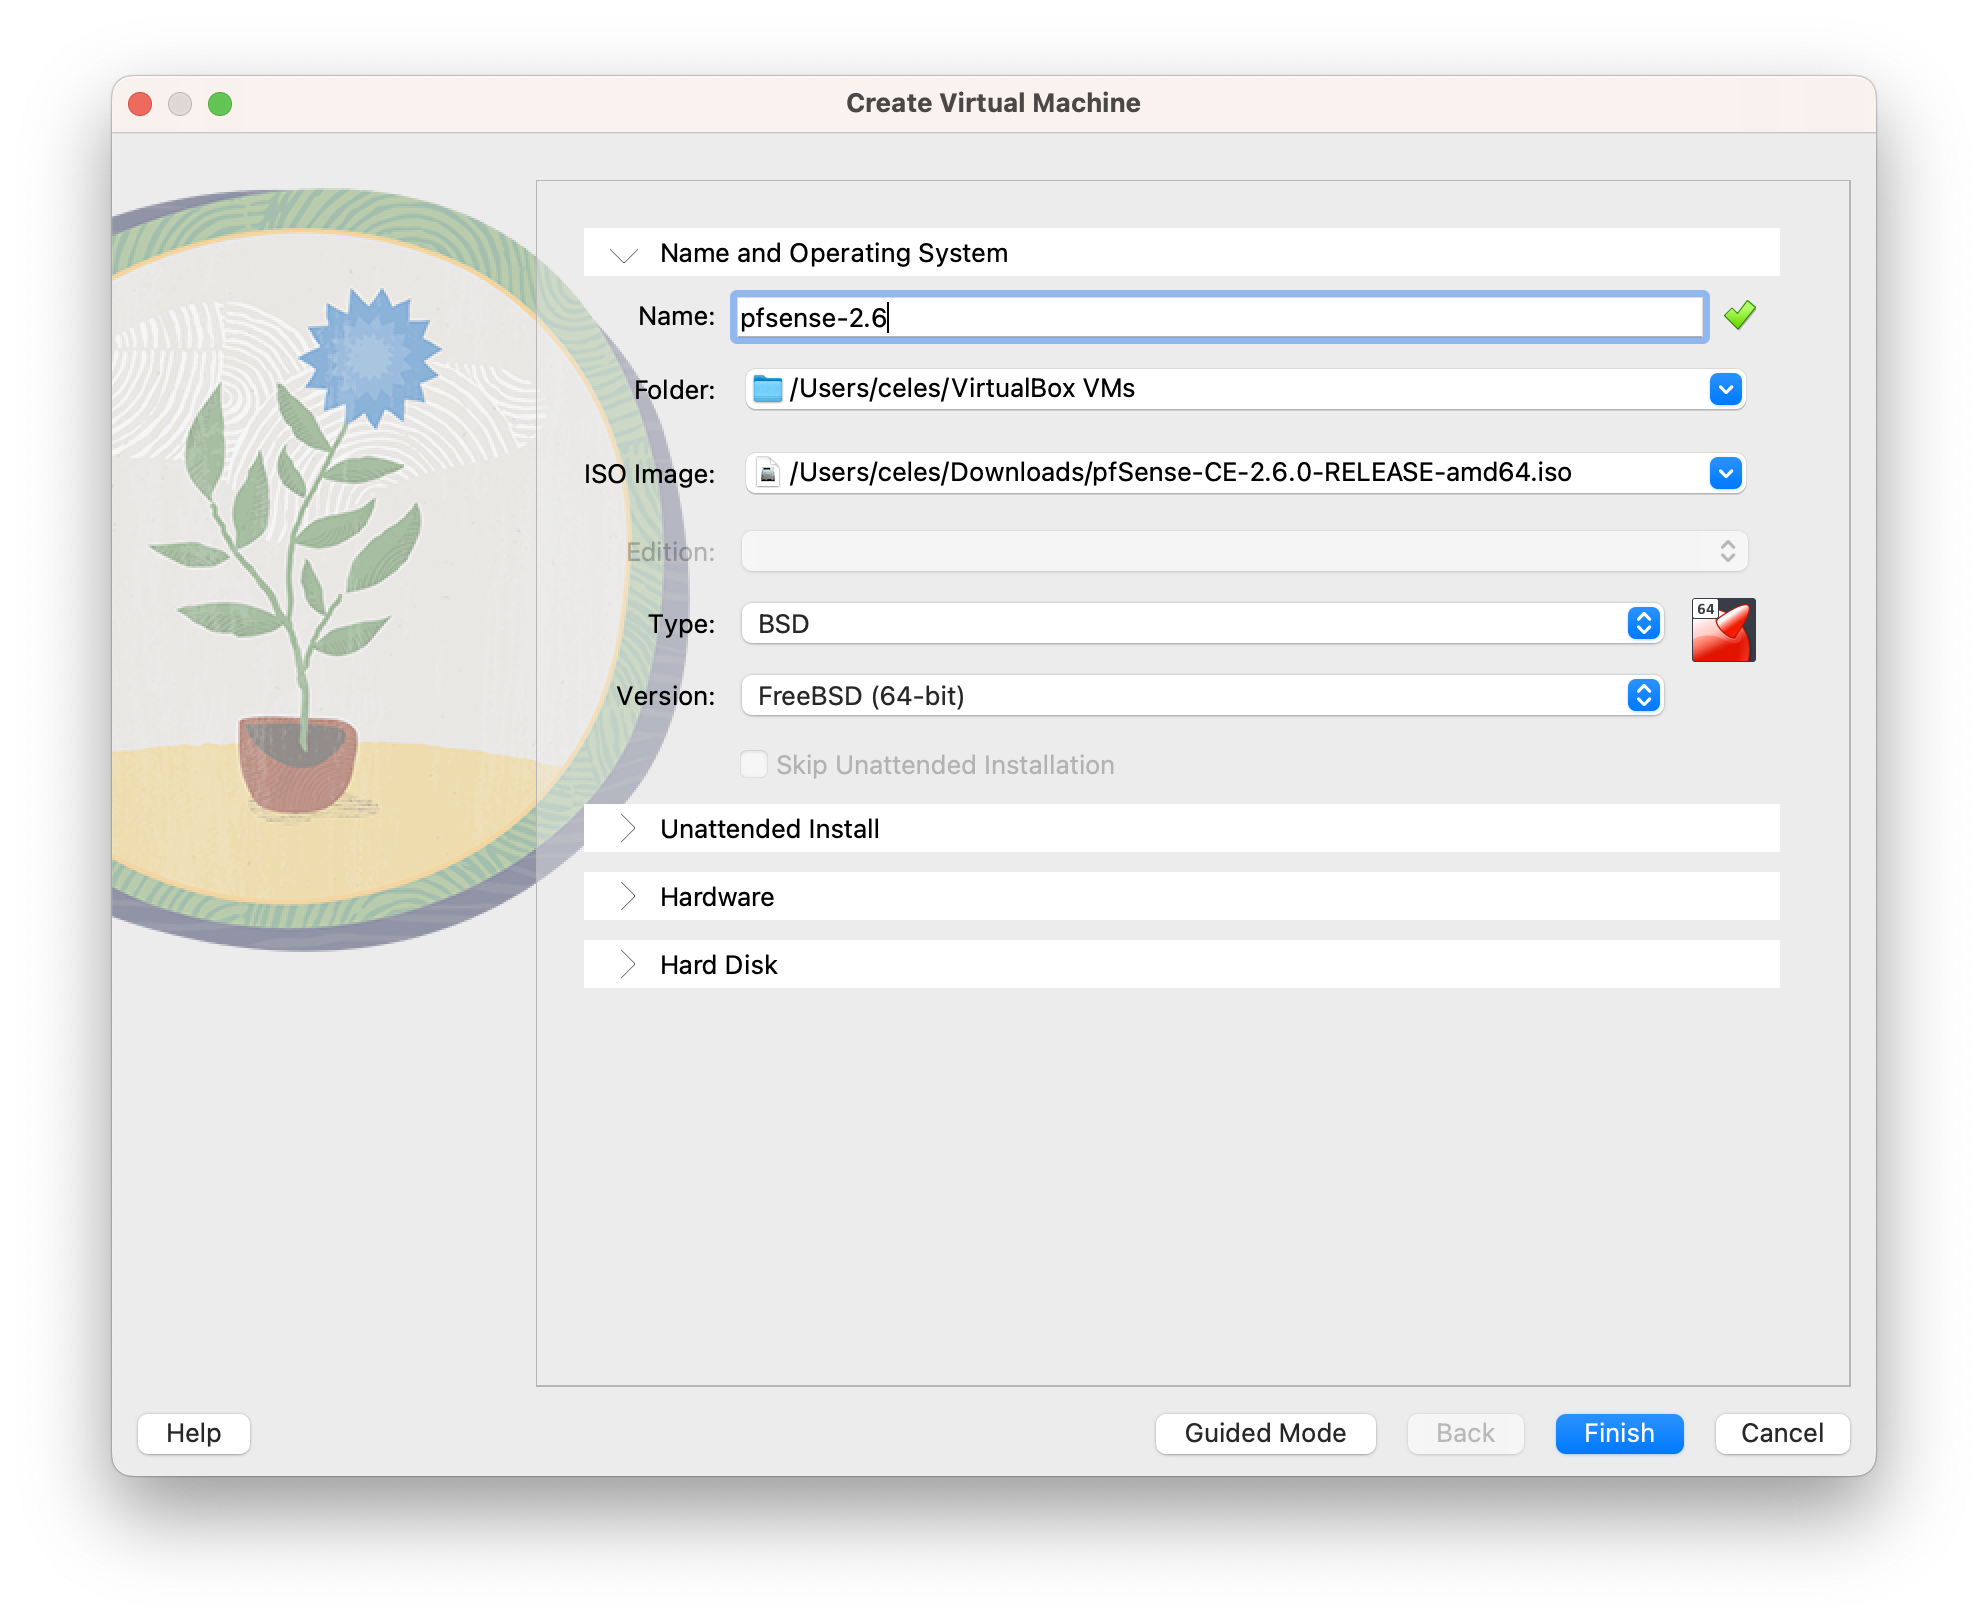 Create Virtual Machine
Name and Operating System
Name: pfsense-2.6
Folder: /Users/celes/VirtualBox VMs
ISO Image: /Users/celes/Downloads/pfSense-CE-2.6.0-RELEASE-amd64.iso
Edition:
Type: BSD
64
Version: FreeBSD (64-bit)
Skip Unattended Installation
Unattended Install
Hardware
Hard Disk
Help Guided Mode Back Finish Cancel